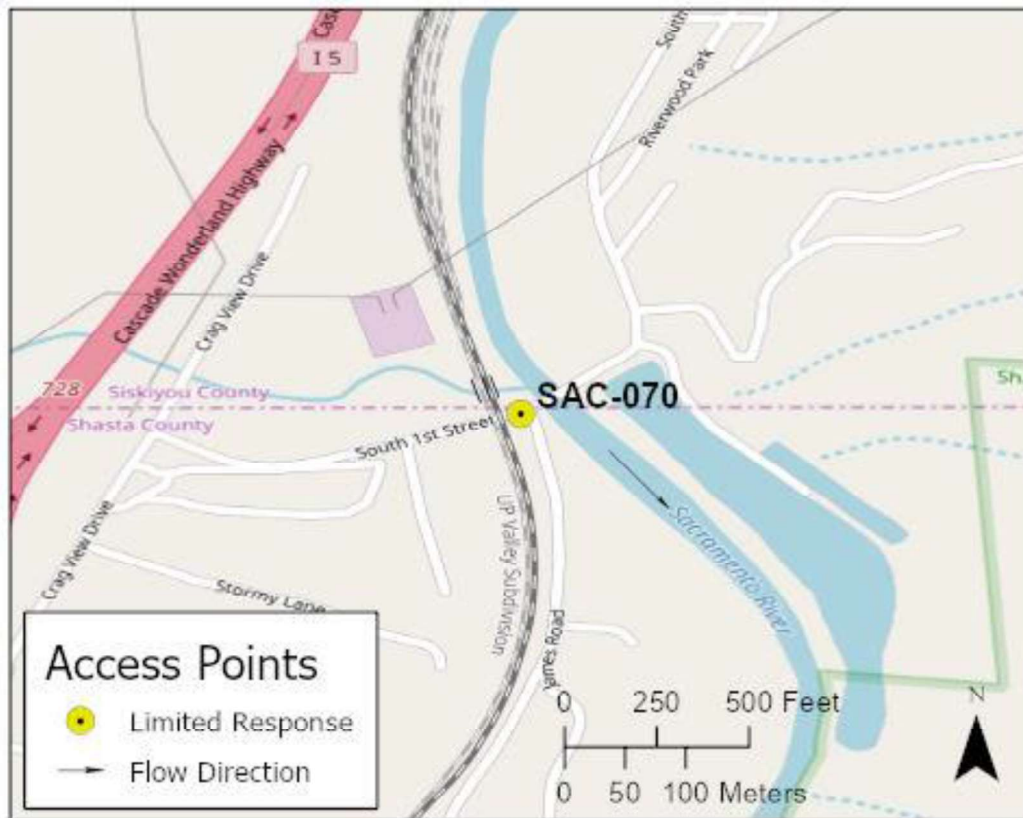 Casc
I 5
South
Riverwood Park
Cascade Wonderland Highway
Crag View Drive
728
Siskiyou County
Shasta County
SAC-070
South 1st Street
Sh
Sacramento River
UP Valley Subdivision
Crag View Drive
Stormy Lane
James Road
Access Points
Limited Response
Flow Direction
0 250 500 Feet
0 50 100 Meters
N